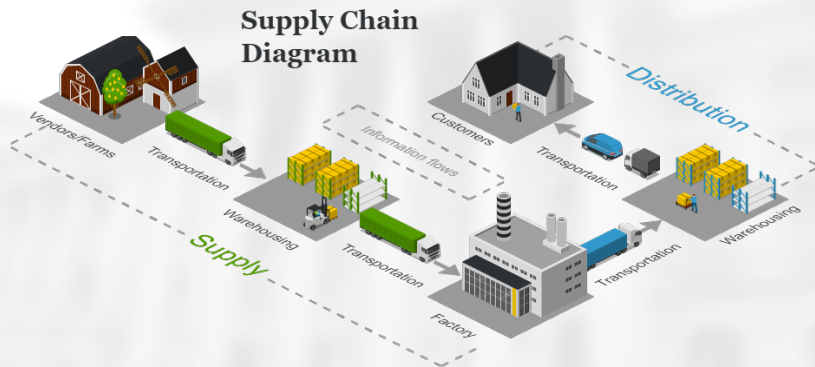 Supply Chain
Diagram
Vendors/Farms
Transportation
Warehousing
Information flows
Transportation
Supply
Factory
Transportation
Warehousing
Transportation
Customers
Distribution